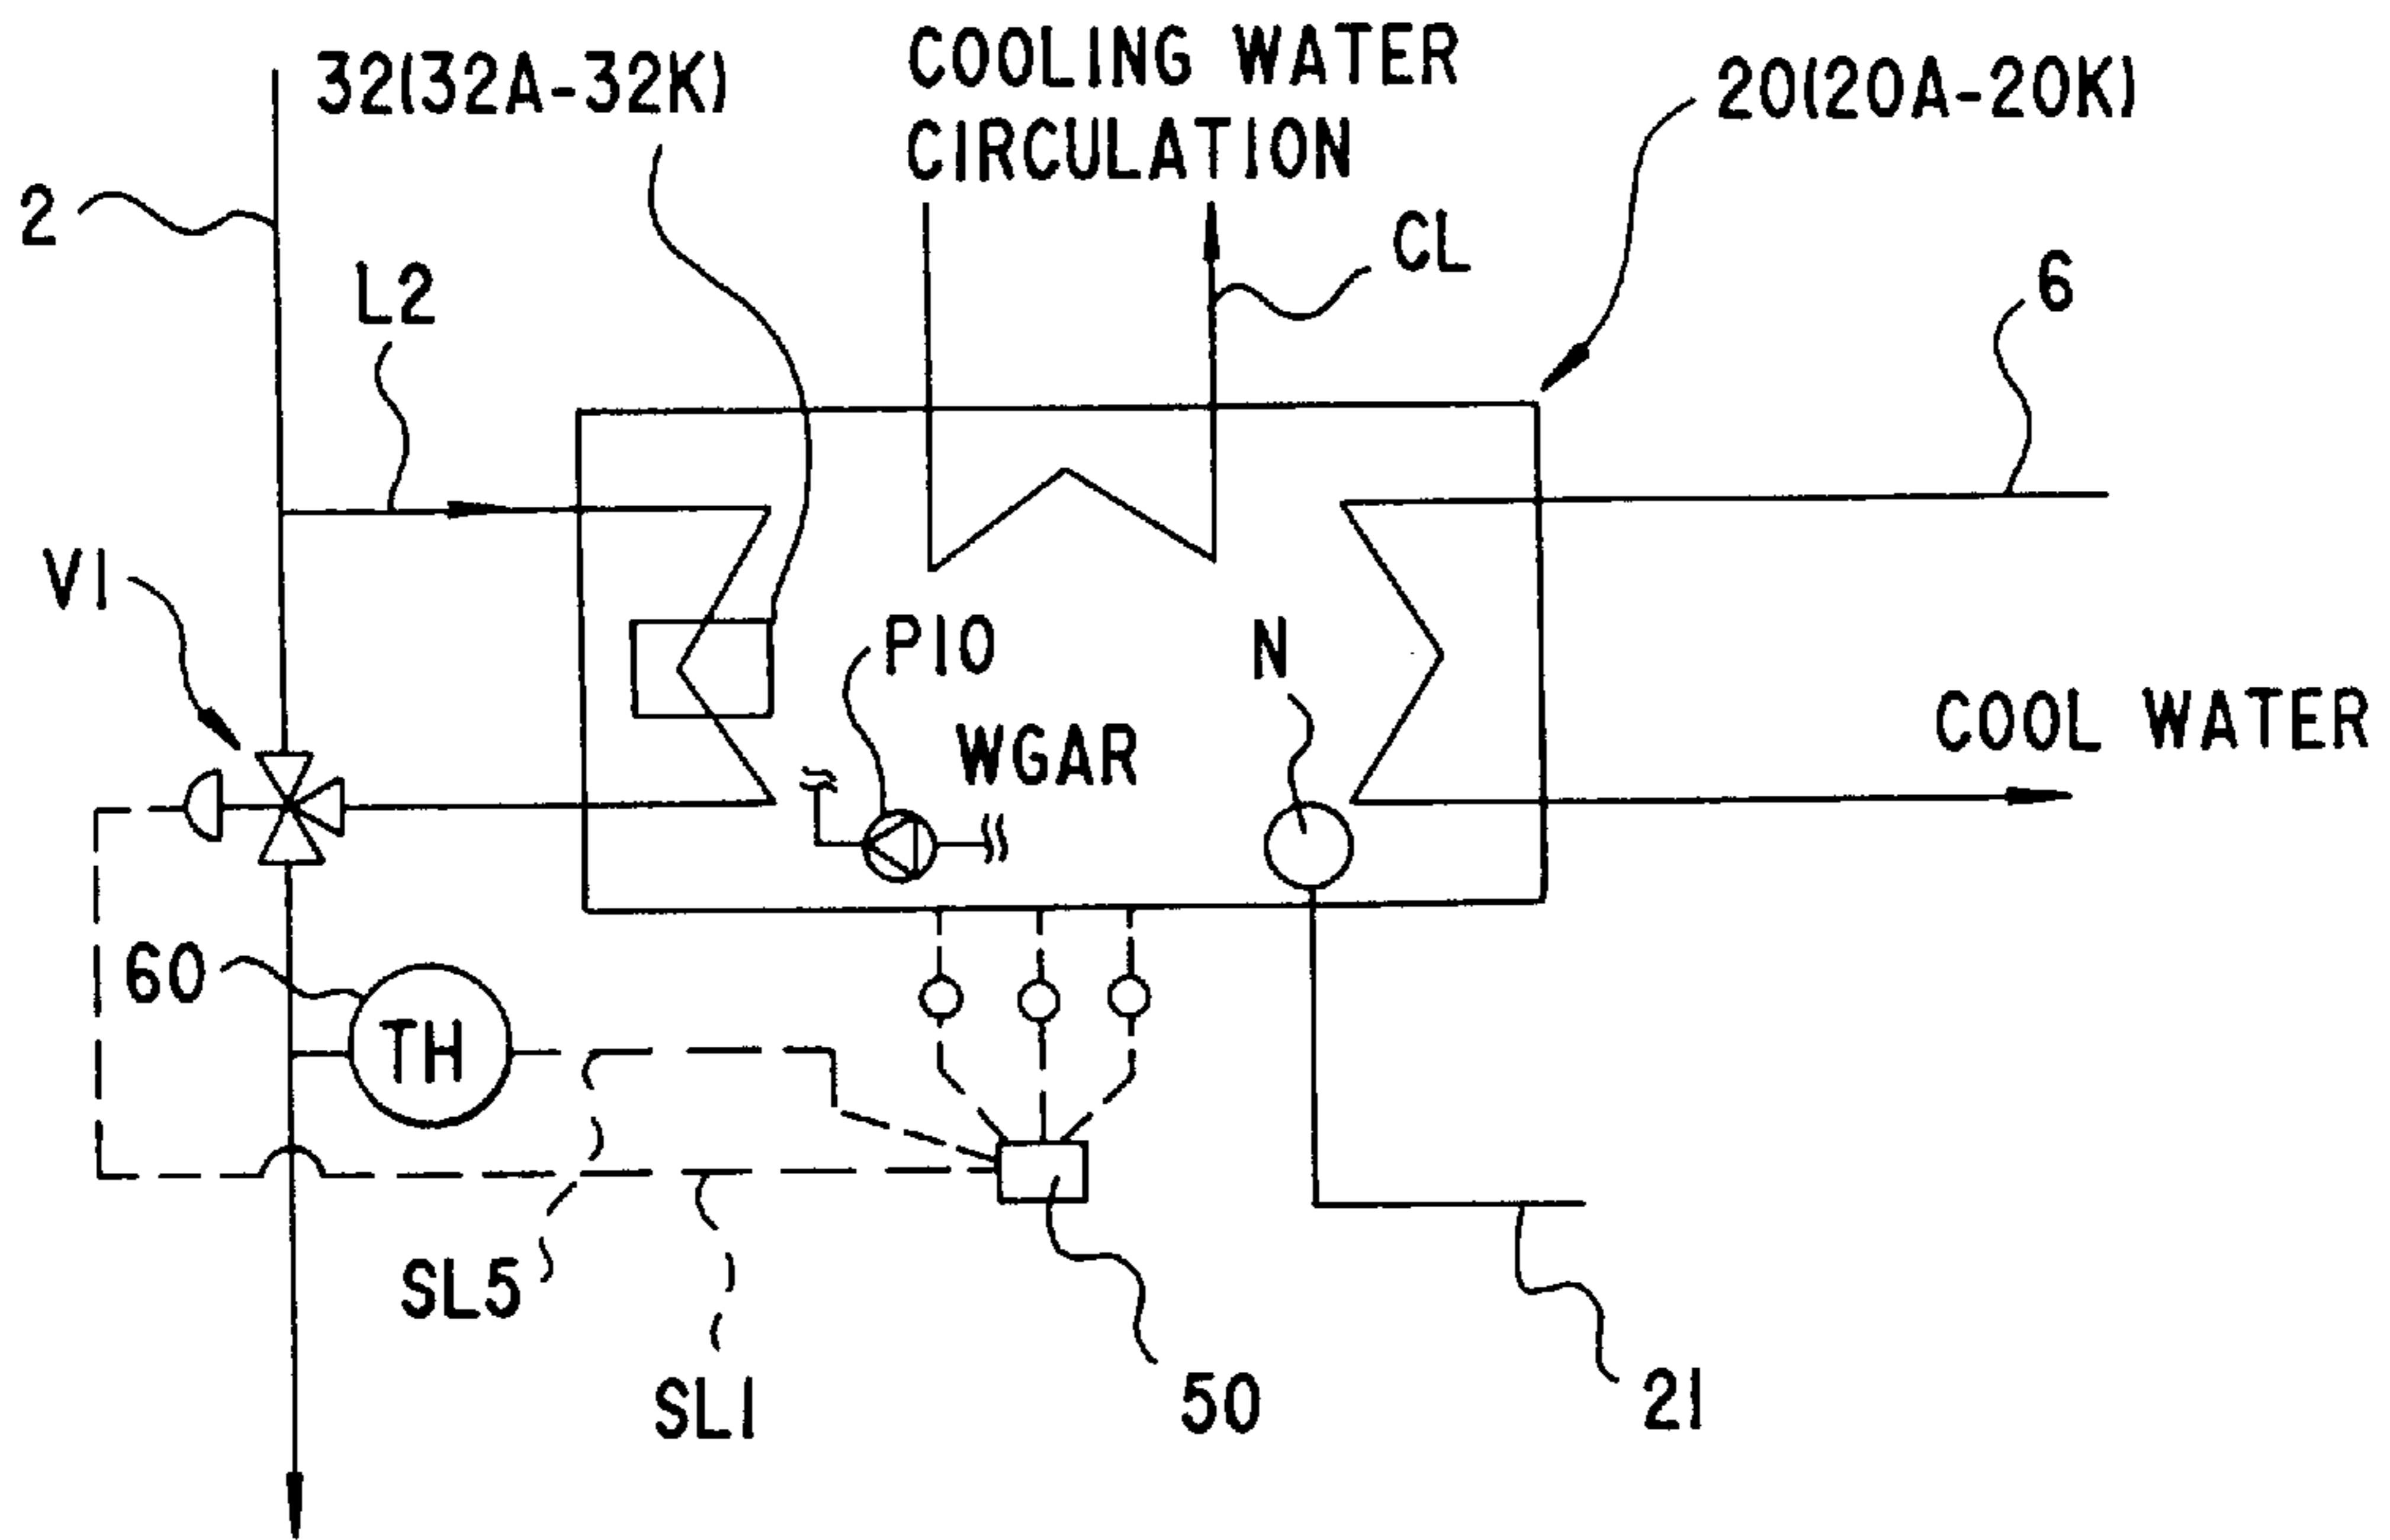 32(32A-32K)
COOLING WATER
CIRCULATION
20(20A-20K)
2
L2
CL
6
V1
P10
N
WGAR
COOL WATER
60
TH
SL5
SL1
50
21